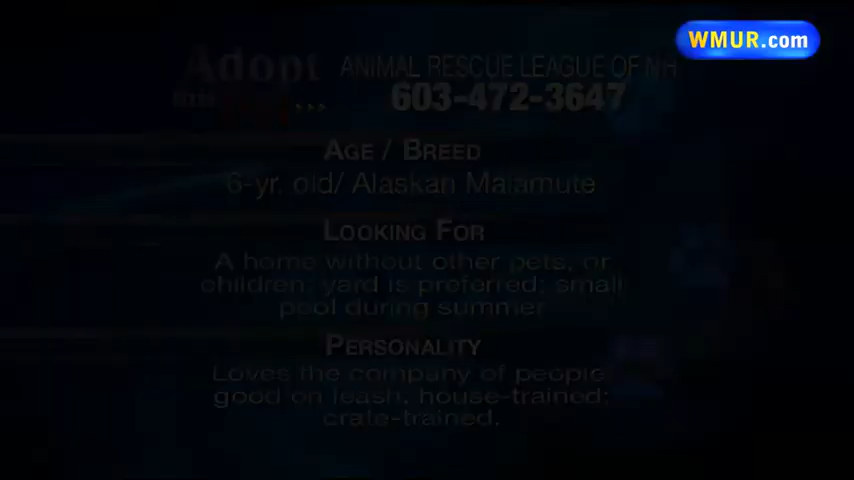 WMUR.com
Adopt
this
...
ANIMAL RESCUE LEAGUE OF NH
603-472-3647
AGE / BREED
6-yr. old/ Alaskan Malamute
LOOKING FOR
A home without other pets, or
children; yard is preferred; small
pool during summer
PERSONALITY
Loves the company of people
good on leash, house-trained;
crate-trained.